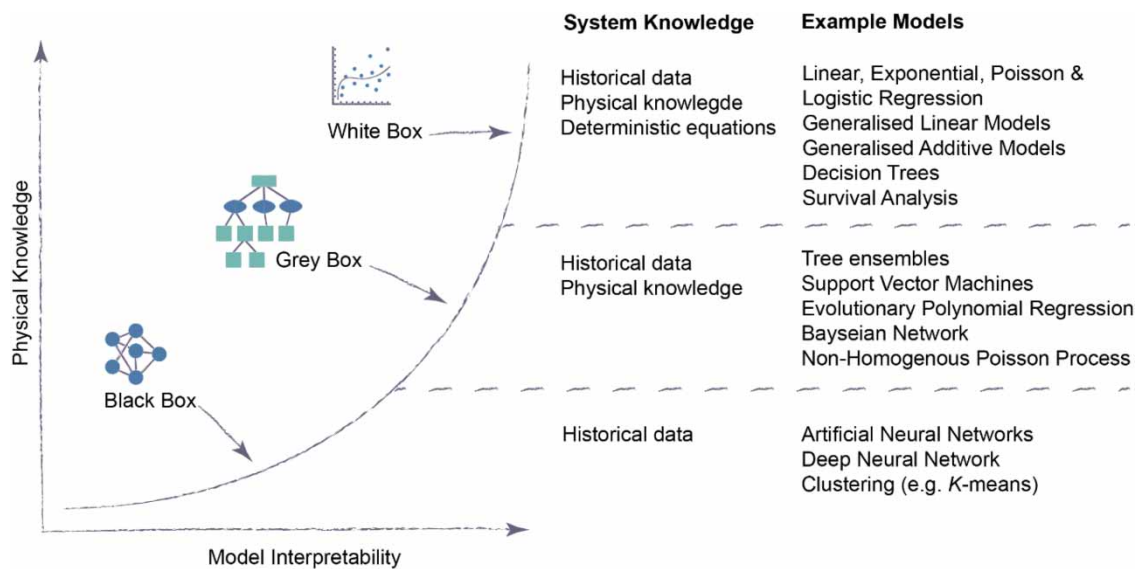 System Knowledge
Example Models
Historical data
Physical knowlegde
Deterministic equations
Linear, Exponential, Poisson &
Logistic Regression
Generalised Linear Models
Generalised Additive Models
Decision Trees
Survival Analysis
White Box
Historical data
Physical knowledge
Tree ensembles
Support Vector Machines
Evolutionary Polynomial Regression
Bayseian Network
Non-Homogenous Poisson Process
Grey Box
Historical data
Artificial Neural Networks
Deep Neural Network
Clustering (e.g. K-means)
Black Box
Physical Knowledge
Model Interpretability